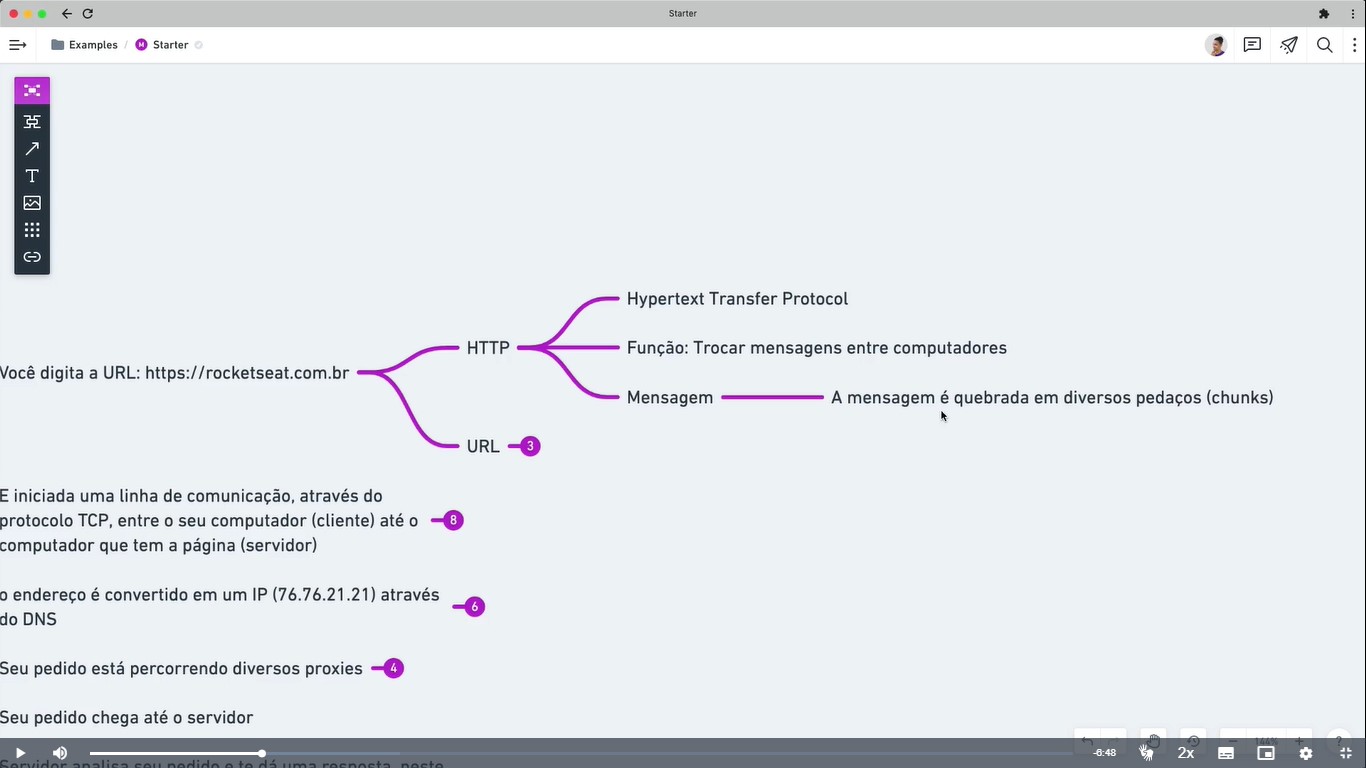 Starter
Examples / Starter
Hypertext Transfer Protocol
HTTP
Função: Trocar mensagens entre computadores
Você digita a URL: https://rocketseat.com.br
Mensagem
A mensagem é quebrada em diversos pedaços (chunks)
URL
3
E iniciada uma linha de comunicação, através do
protocolo TCP, entre o seu computador (cliente) até o
computador que tem a página (servidor)
8
o endereço é convertido em um IP (76.76.21.21) através
do DNS
6
Seu pedido está percorrendo diversos proxies
4
Seu pedido chega até o servidor
Servidor analisa seu pedido e te dá uma resposta, neste
-6:48
2x